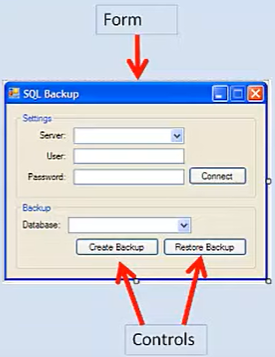 Form
SQL Backup
Settings
Server:
User:
Password:
Connect
Backup
Database:
Create Backup
Restore Backup
Controls